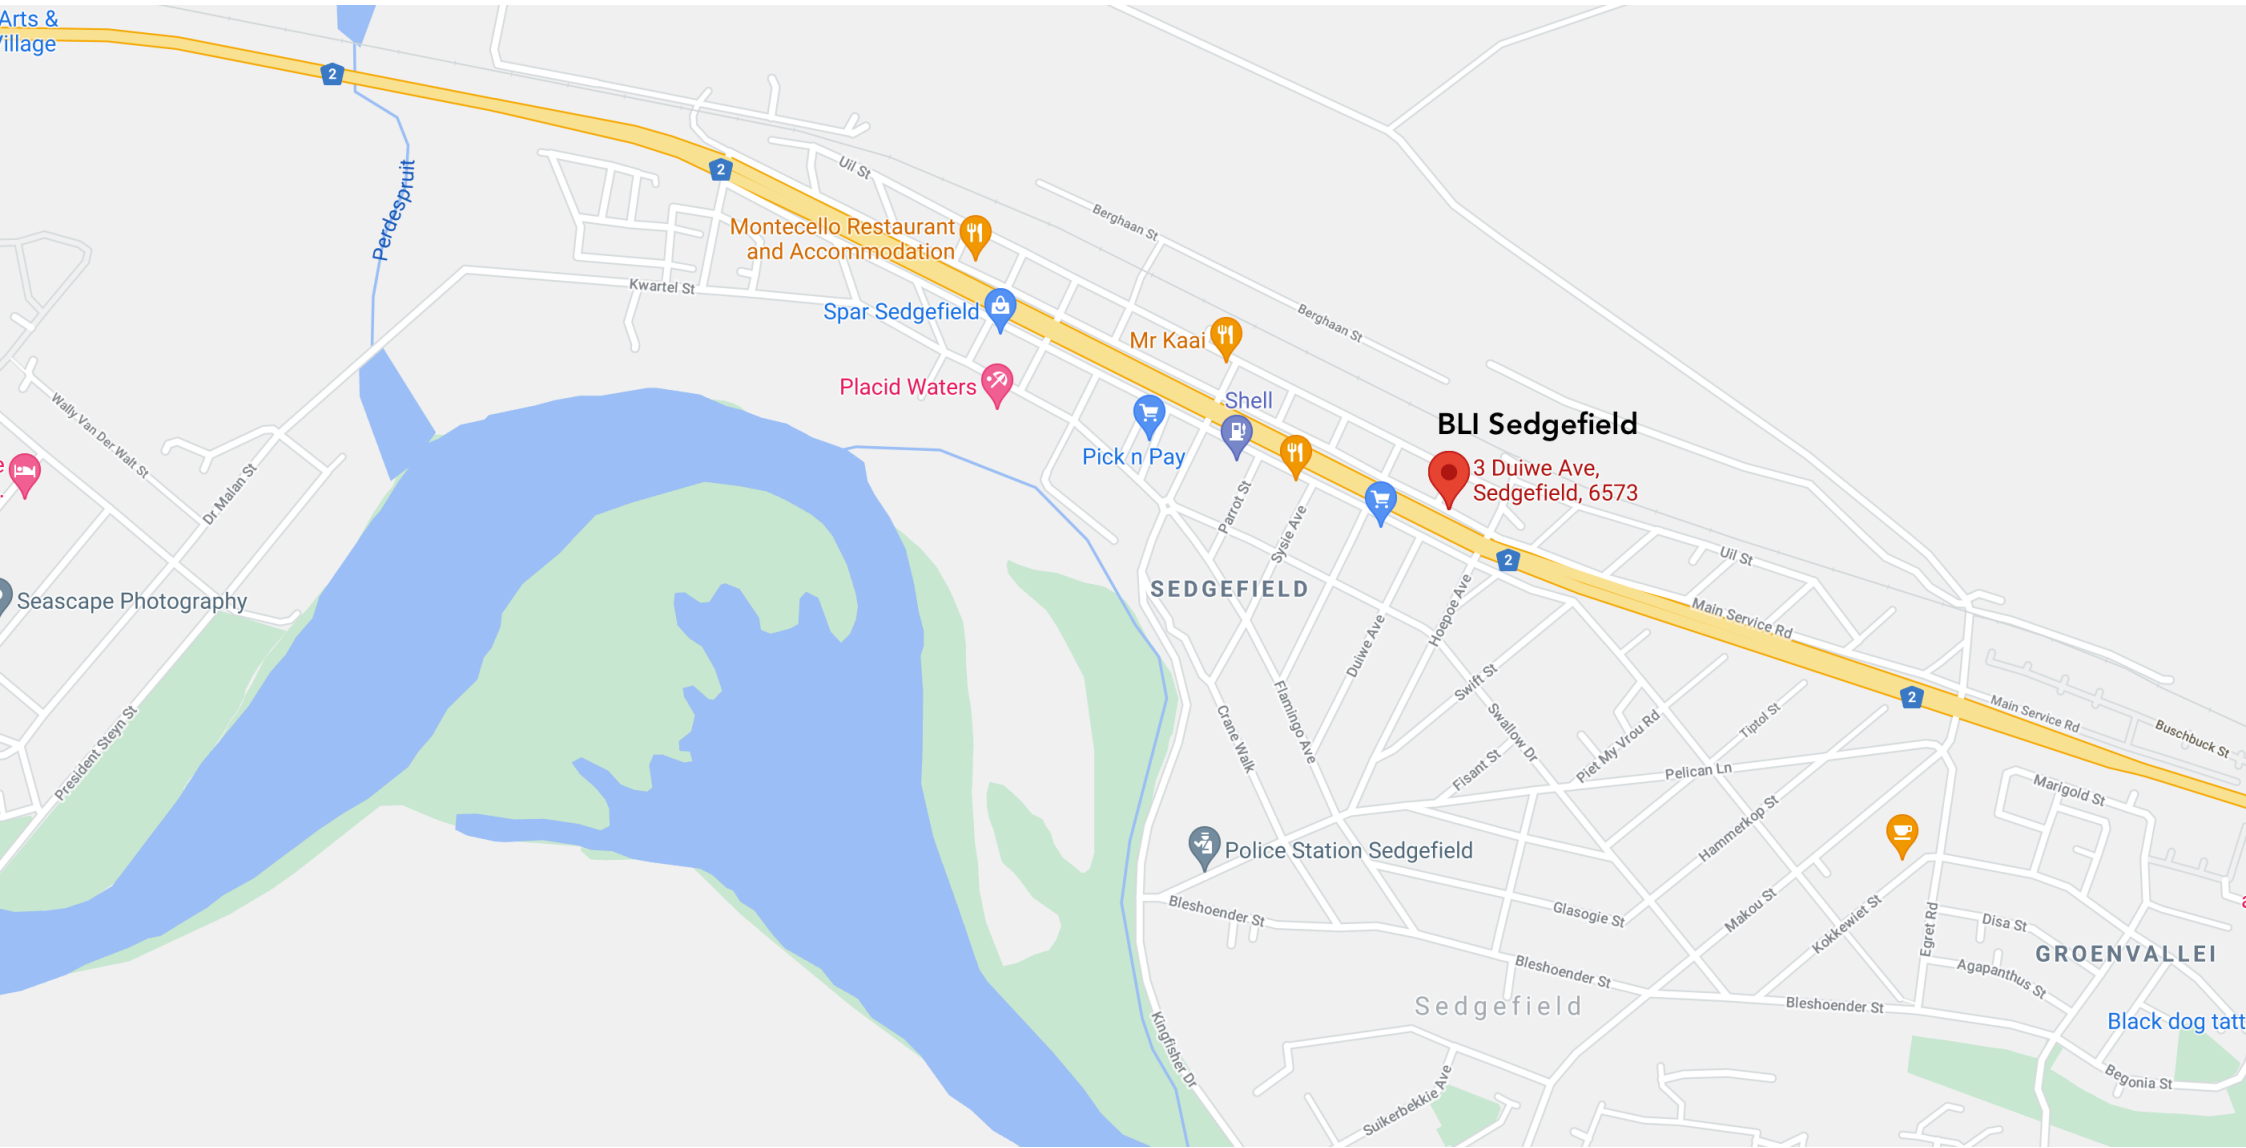 Arts &
Village
2
Perdespruit
2
Uil St
Berghaan St
Montecello Restaurant
and Accommodation
Kwartel St
Spar Sedgefield
Berghaan St
Mr Kaai
Placid Waters
Shell
Pick n Pay
BLI Sedgefield
3 Duiwe Ave,
Sedgefield, 6573
Wally Van Der Walt St
Dr Malan St
Parrot St
Sysie Ave
2
Uil St
SEDGEFIELD
Seascape Photography
Hoepoe Ave
Main Service Rd
Duiwe Ave
Swift St
Flamingo Ave
Crane Walk
Swallow Dr
Piet My Vrou Rd
Tiptol St
2
Main Service Rd
Buschbuck St
President Steyn St
Fisant St
Pelican Ln
Marigold St
Hammerkop St
Police Station Sedgefield
Bleshoender St
Glasogie St
Makou St
Kokkewiet St
Egret Rd
Disa St
GROENVALLEI
Bleshoender St
Agapanthus St
Sedgefield
Bleshoender St
Black dog tatt
Kingfisher Dr
Suikerbekkie Ave
Begonia St